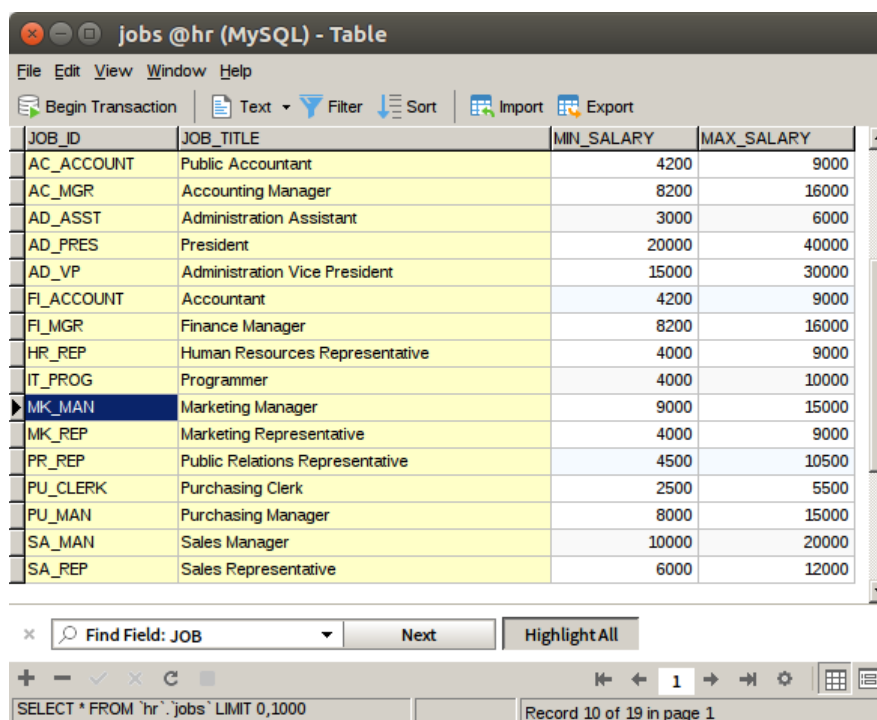 jobs @hr (MySQL) - Table
File Edit View Window Help
Begin Transaction Text Filter Sort Import Export
JOB_ID JOB_TITLE MIN_SALARY MAX_SALARY
AC_ACCOUNT Public Accountant 4200 9000
AC_MGR Accounting Manager 8200 16000
AD_ASST Administration Assistant 3000 6000
AD_PRES President 20000 40000
AD_VP Administration Vice President 15000 30000
FI_ACCOUNT Accountant 4200 9000
FI_MGR Finance Manager 8200 16000
HR_REP Human Resources Representative 4000 9000
IT_PROG Programmer 4000 10000
MK_MAN Marketing Manager 9000 15000
MK_REP Marketing Representative 4000 9000
PR_REP Public Relations Representative 4500 10500
PU_CLERK Purchasing Clerk 2500 5500
PU_MAN Purchasing Manager 8000 15000
SA_MAN Sales Manager 10000 20000
SA_REP Sales Representative 6000 12000
Find Field: JOB Next Highlight All
1
SELECT * FROM `hr`.`jobs` LIMIT 0,1000 Record 10 of 19 in page 1